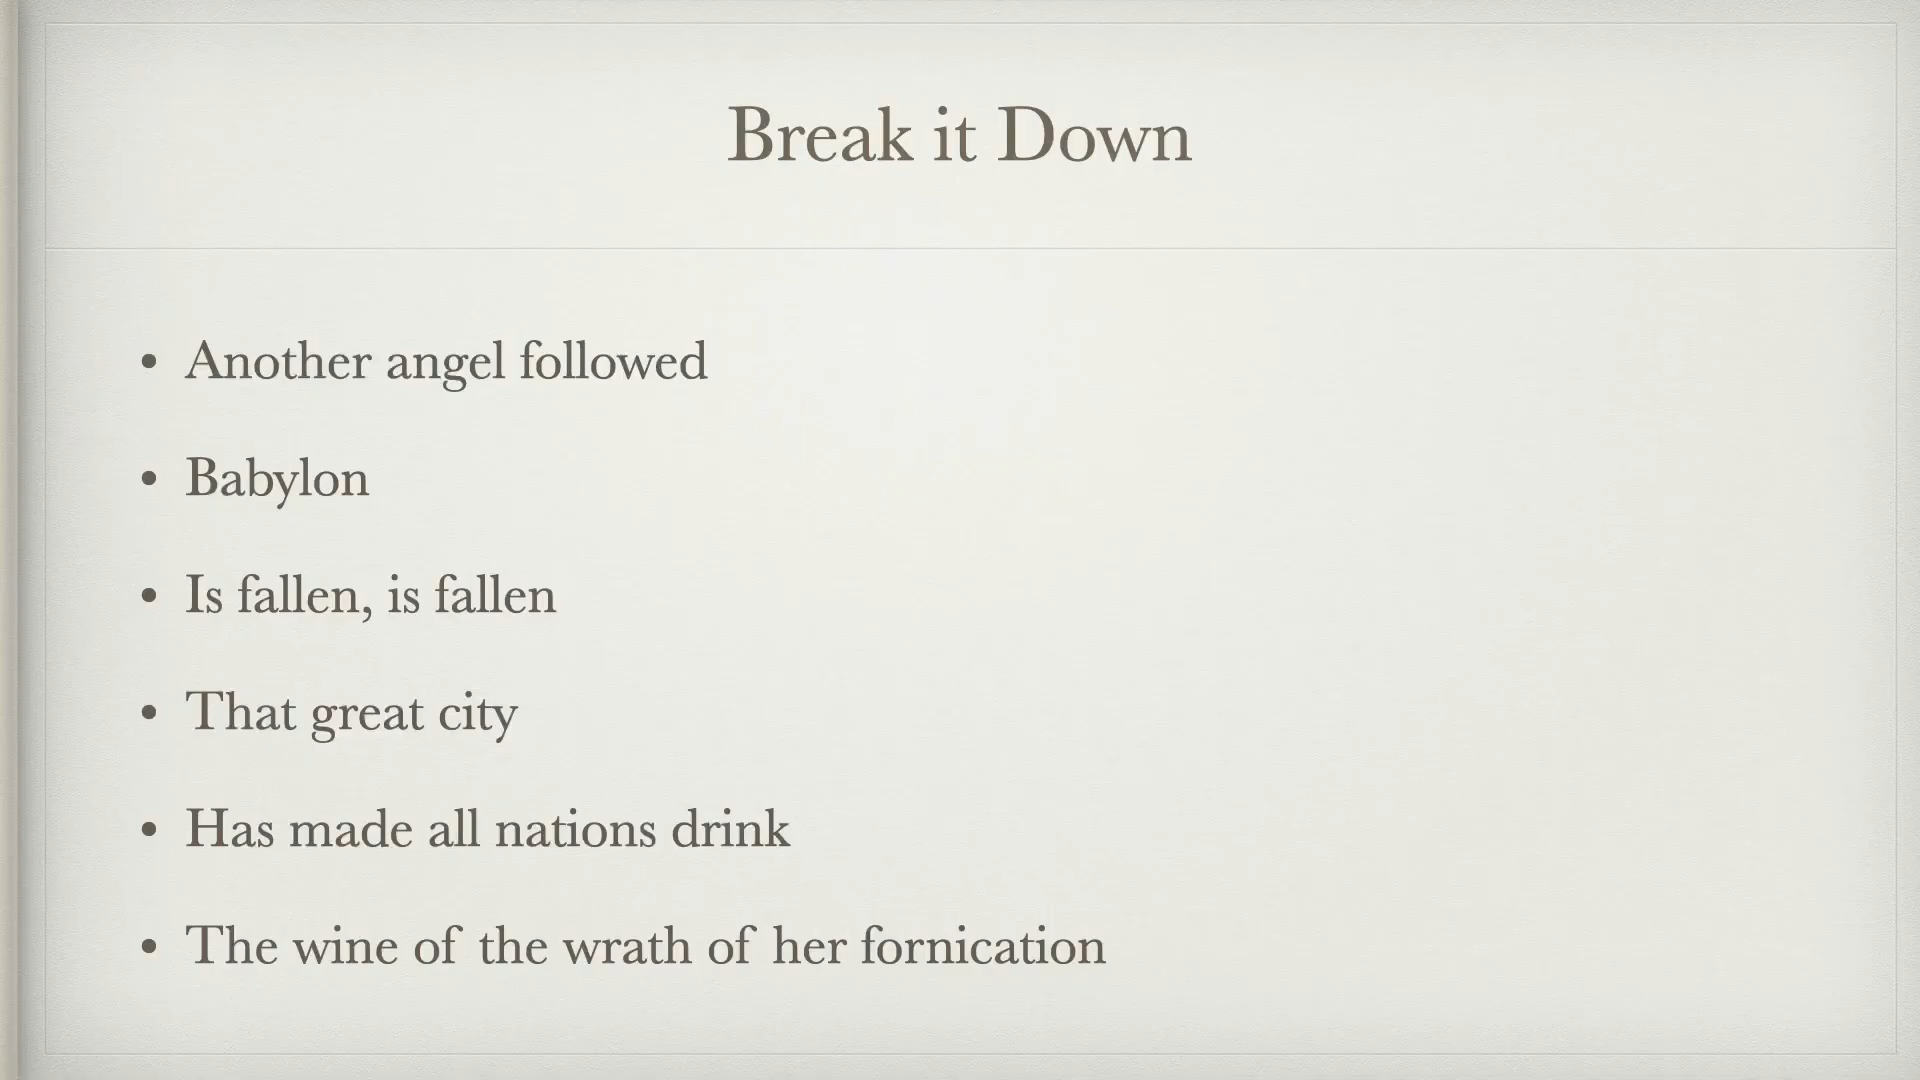 Break it Down
• Another angel followed
• Babylon
• Is fallen, is fallen
• That great city
• Has made all nations drink
• The wine of the wrath of her fornication